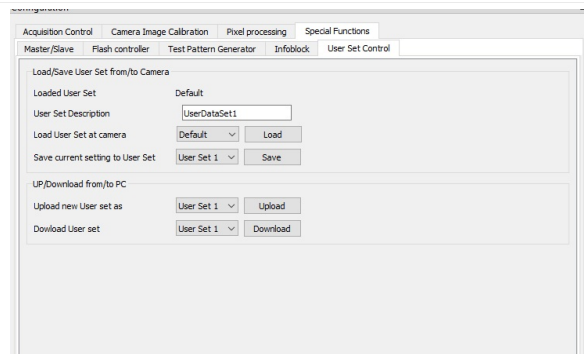 Configuration
Acquisition Control Camera Image Calibration Pixel processing Special Functions
Master/Slave Flash controller Test Pattern Generator Infoblock User Set Control
Load/Save User Set from/to Camera
Loaded User Set Default
User Set Description UserDataSet1
Load User Set at camera Default Load
Save current setting to User Set User Set 1 Save
UP/Download from/to PC
Upload new User set as User Set 1 Upload
Dowload User set User Set 1 Download